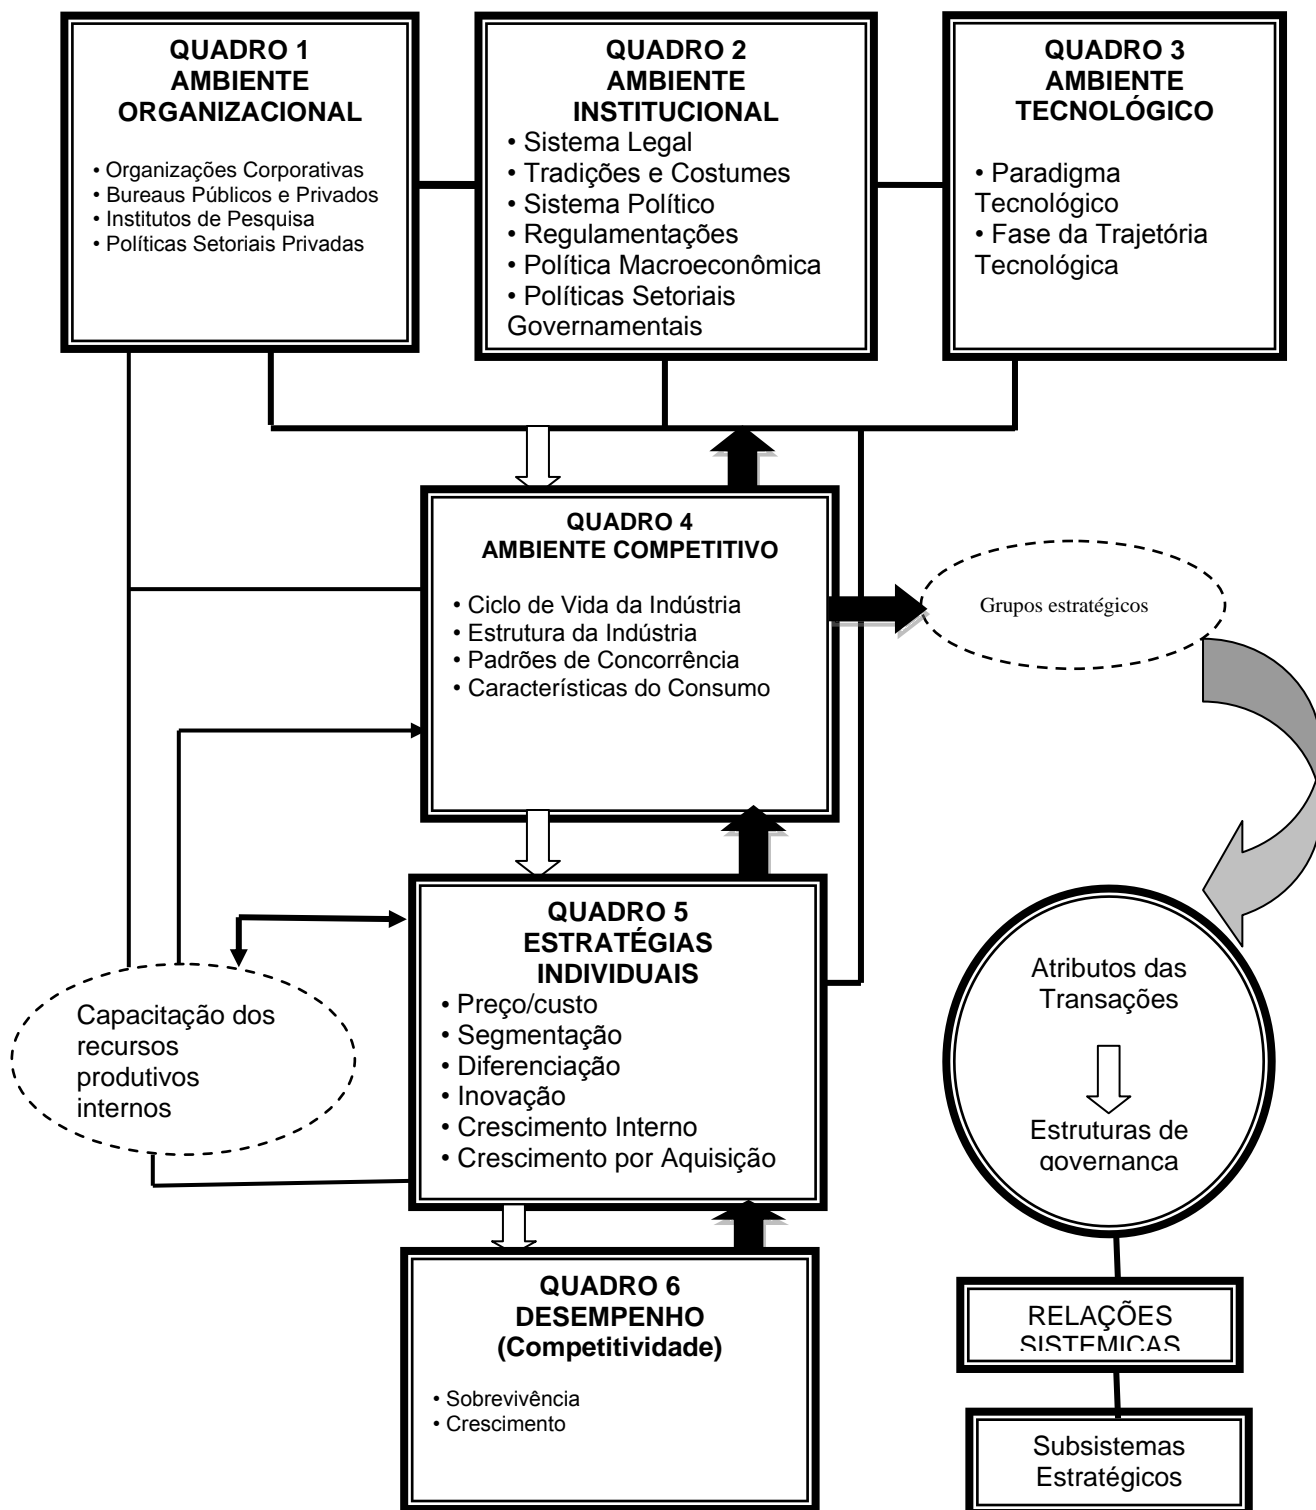 QUADRO 1
AMBIENTE
ORGANIZACIONAL
• Organizações Corporativas
• Bureaus Públicos e Privados
• Institutos de Pesquisa
• Políticas Setoriais Privadas
QUADRO 2
AMBIENTE
INSTITUCIONAL
• Sistema Legal
• Tradições e Costumes
• Sistema Político
• Regulamentações
• Política Macroeconômica
• Políticas Setoriais
Governamentais
QUADRO 3
AMBIENTE
TECNOLÓGICO
• Paradigma
Tecnológico
• Fase da Trajetória
Tecnológica
QUADRO 4
AMBIENTE COMPETITIVO
• Ciclo de Vida da Indústria
• Estrutura da Indústria
• Padrões de Concorrência
• Características do Consumo
Grupos estratégicos
QUADRO 5
ESTRATÉGIAS
INDIVIDUAIS
• Preço/custo
• Segmentação
• Diferenciação
• Inovação
• Crescimento Interno
• Crescimento por Aquisição
Capacitação dos
recursos
produtivos
internos
Atributos das
Transações
Estruturas de
governança
QUADRO 6
DESEMPENHO
(Competitividade)
• Sobrevivência
• Crescimento
RELAÇÕES
SISTEMICAS
Subsistemas
Estratégicos